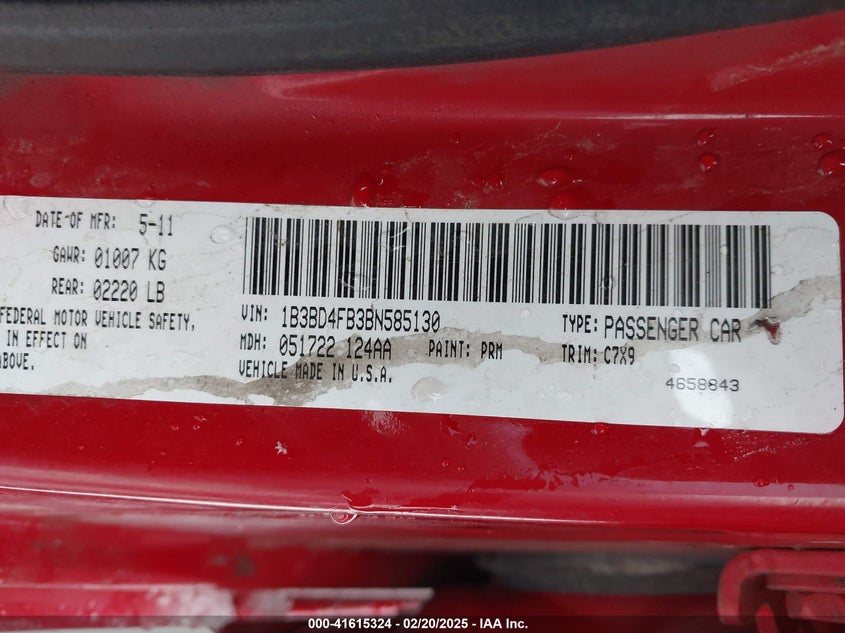 DATE OF MFR: 5-11
GAWR: 01007 KG
REAR: 02220 LB
FEDERAL MOTOR VEHICLE SAFETY,
IN EFFECT ON
ABOVE.
VIN: 1B3BD4FB3BN585130
TYPE: PASSENGER CAR
MDH: 051722 124AA PAINT: PRM
TRIM: C7X9
VEHICLE MADE IN U.S.A.
4658843
000-41615324 / 02/20/2025 - IAA Inc.